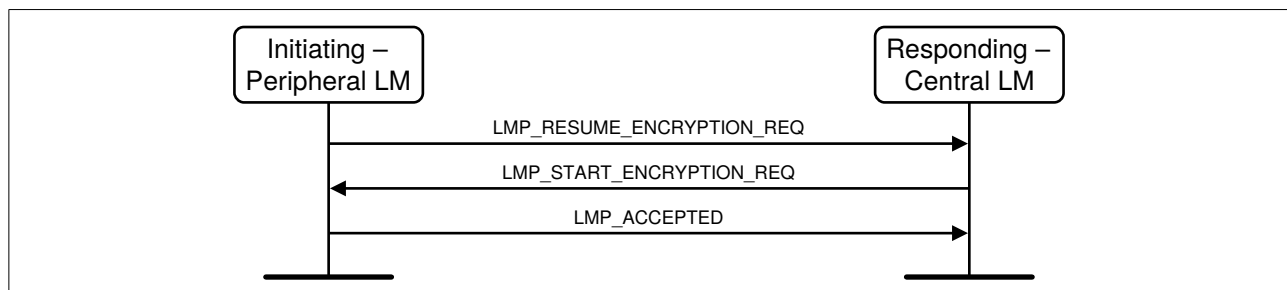 Initiating –
Peripheral LM
Responding –
Central LM
LMP_RESUME_ENCRYPTION_REQ
LMP_START_ENCRYPTION_REQ
LMP_ACCEPTED